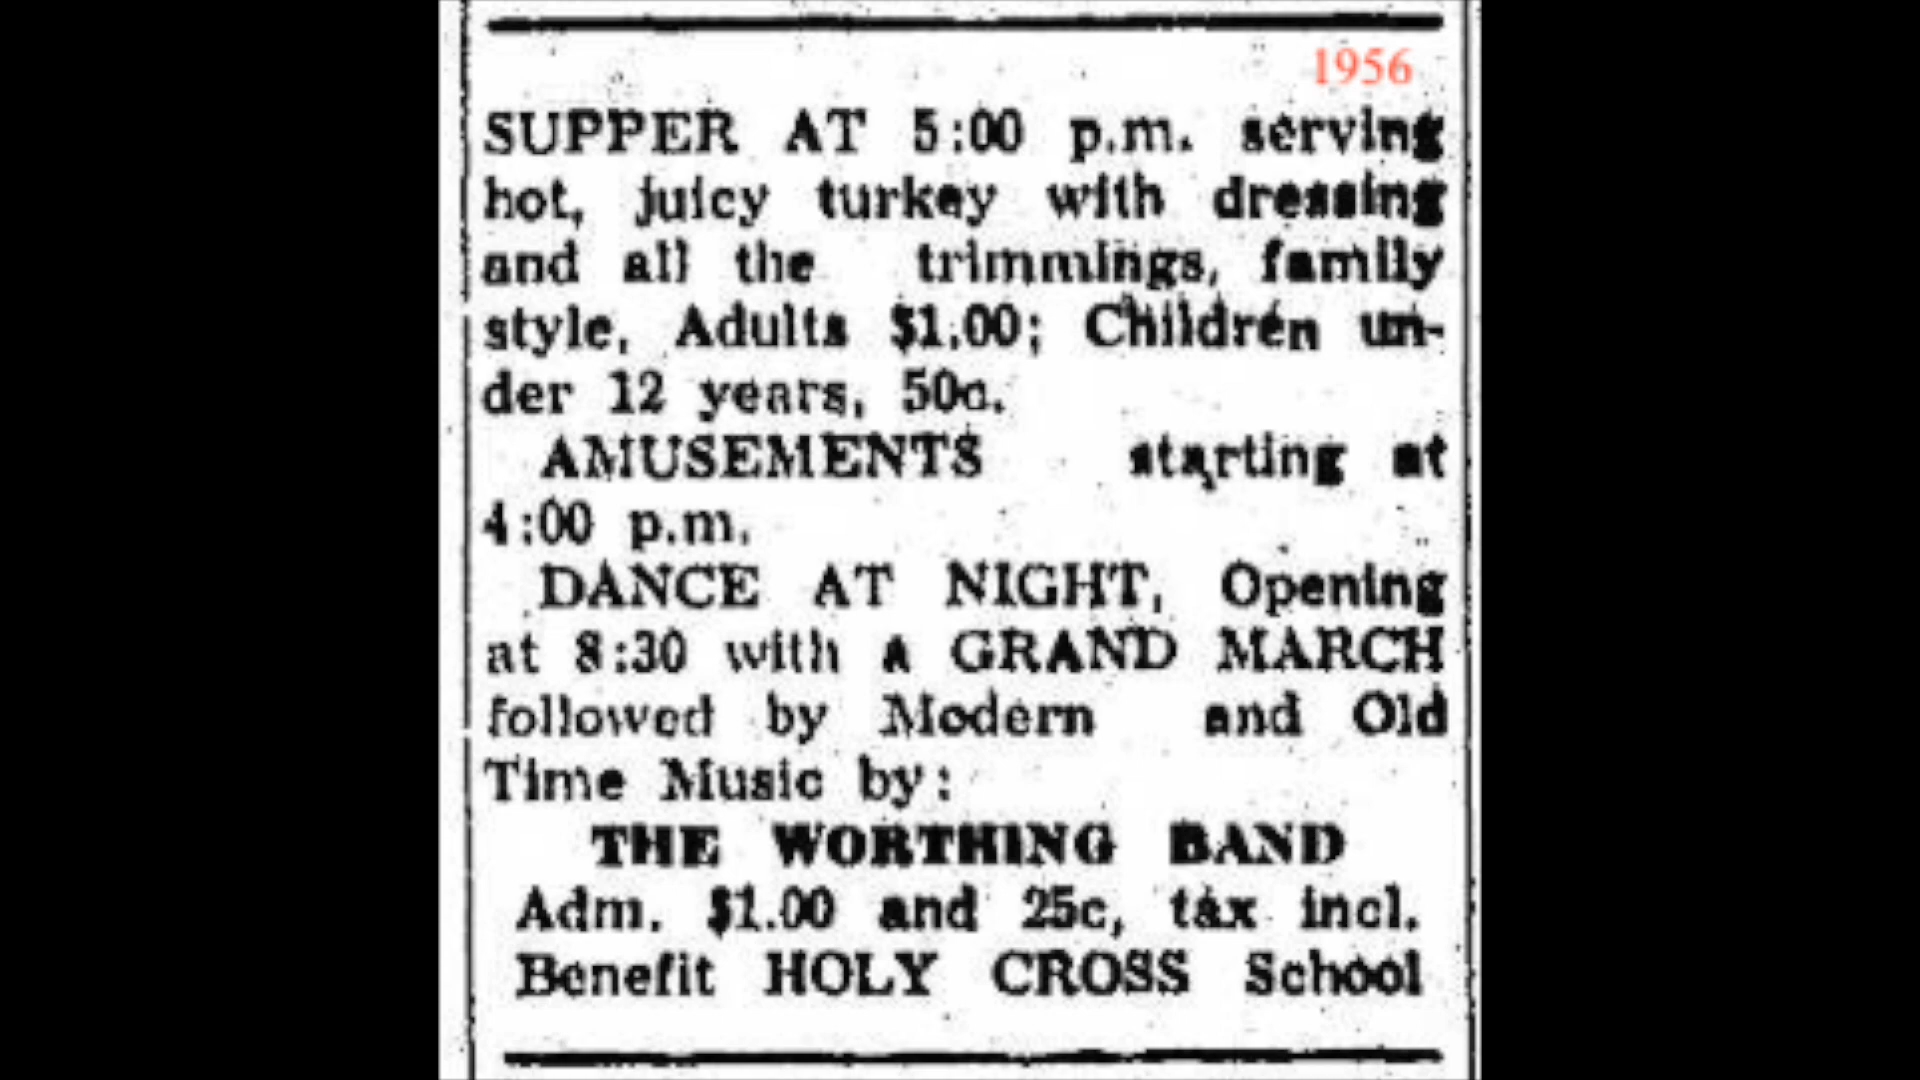 1956
SUPPER AT 5:00 p.m. serving
hot, juicy turkey with dressing
and all the trimmings, family
style, Adults $1.00; Children un-
der 12 years, 50c.
AMUSEMENTS starting at
4:00 p.m.
DANCE AT NIGHT, Opening
at 8:30 with a GRAND MARCH
followed by Modern and Old
Time Music by:
THE WORTHING BAND
Adm. $1.00 and 25c, tax incl.
Benefit HOLY CROSS School